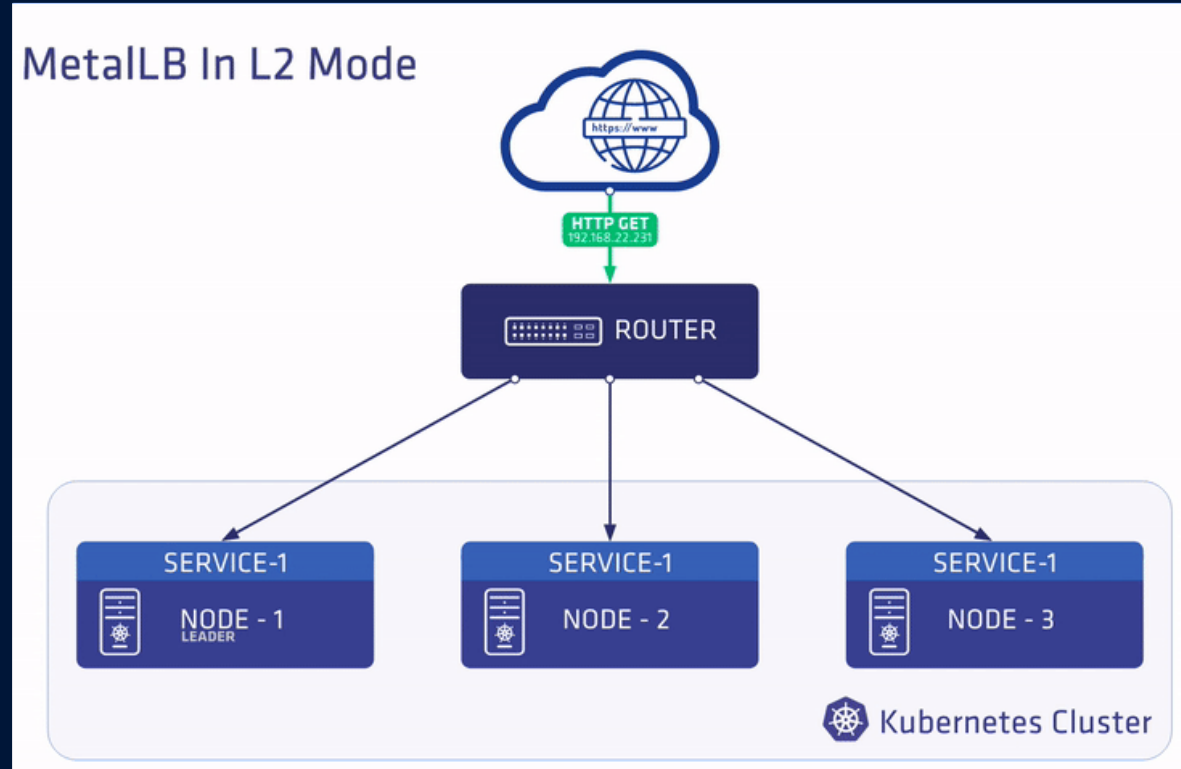 MetalLB In L2 Mode
https://www
HTTP GET
192.168.22.231
ROUTER
SERVICE-1
NODE - 1
LEADER
SERVICE-1
NODE - 2
SERVICE-1
NODE - 3
Kubernetes Cluster